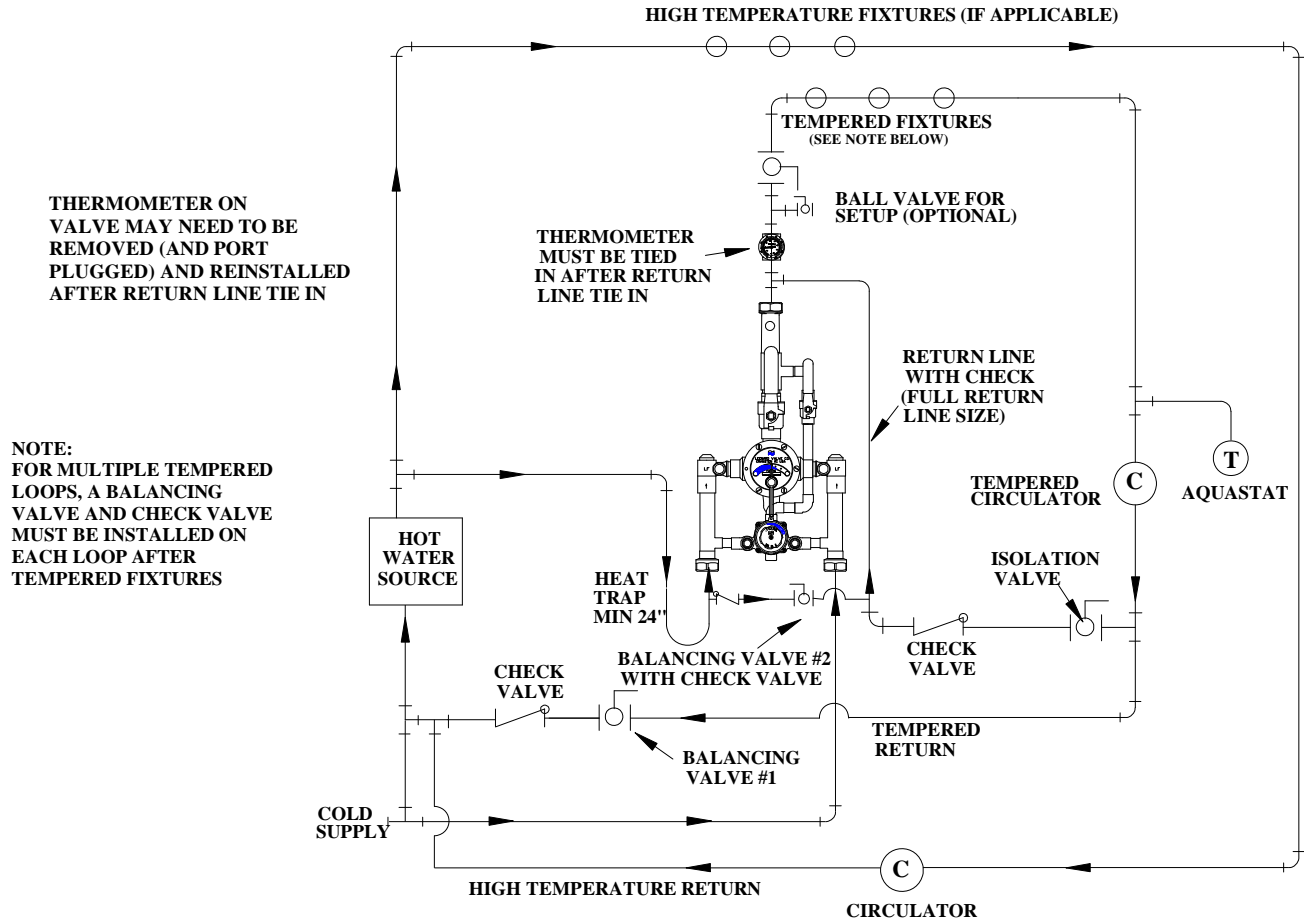 HIGH TEMPERATURE FIXTURES (IF APPLICABLE)
TEMPERED FIXTURES
(SEE NOTE BELOW)
THERMOMETER ON
VALVE MAY NEED TO BE
REMOVED (AND PORT
PLUGGED) AND REINSTALLED
AFTER RETURN LINE TIE IN
BALL VALVE FOR
SETUP (OPTIONAL)
THERMOMETER
MUST BE TIED
IN AFTER RETURN
LINE TIE IN
RETURN LINE
WITH CHECK
(FULL RETURN
LINE SIZE)
NOTE:
FOR MULTIPLE TEMPERED
LOOPS, A BALANCING
VALVE AND CHECK VALVE
MUST BE INSTALLED ON
EACH LOOP AFTER
TEMPERED FIXTURES
HOT
WATER
SOURCE
TEMPERED
CIRCULATOR
C
T
AQUASTAT
HEAT
TRAP
MIN 24"
ISOLATION
VALVE
BALANCING VALVE #2
WITH CHECK VALVE
CHECK
VALVE
CHECK
VALVE
TEMPERED
RETURN
BALANCING
VALVE #1
COLD
SUPPLY
HIGH TEMPERATURE RETURN
C
CIRCULATOR